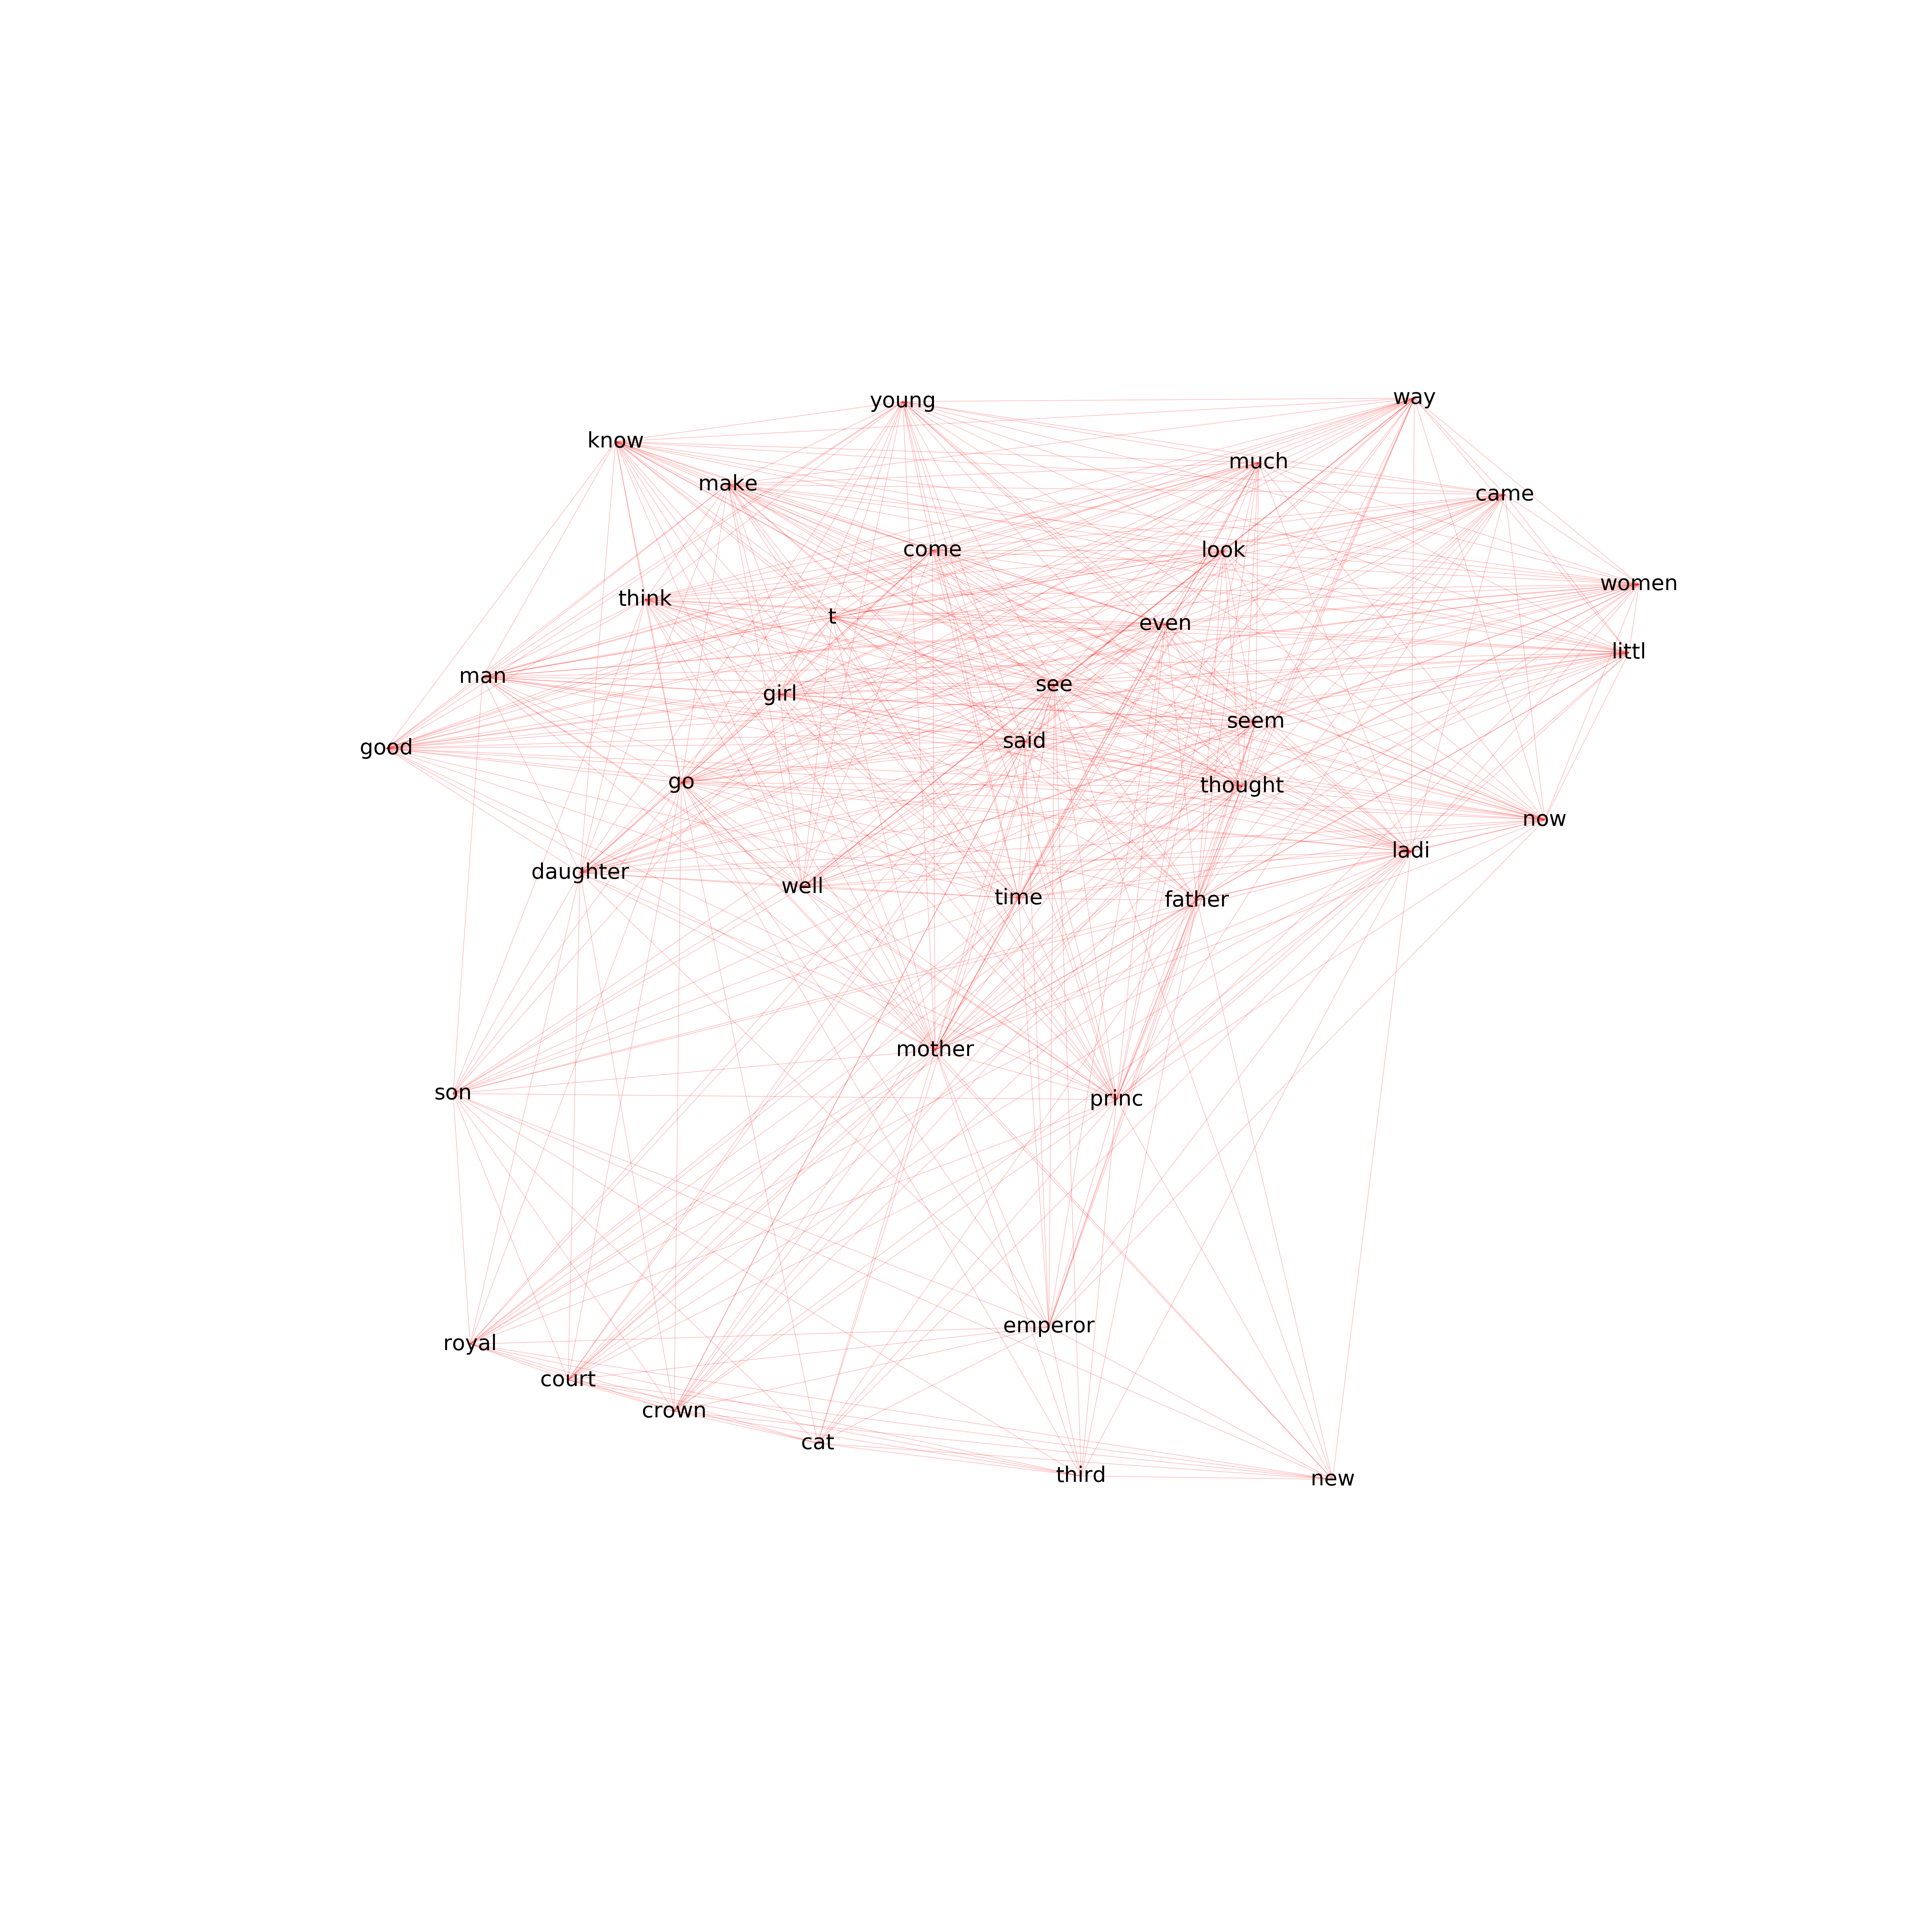 young
way
know
much
make
came
come
look
women
think
t
even
littl
man
girl
see
seem
good
said
go
thought
now
ladi
daughter
well
time
father
mother
son
princ
emperor
royal
court
crown
cat
third
new